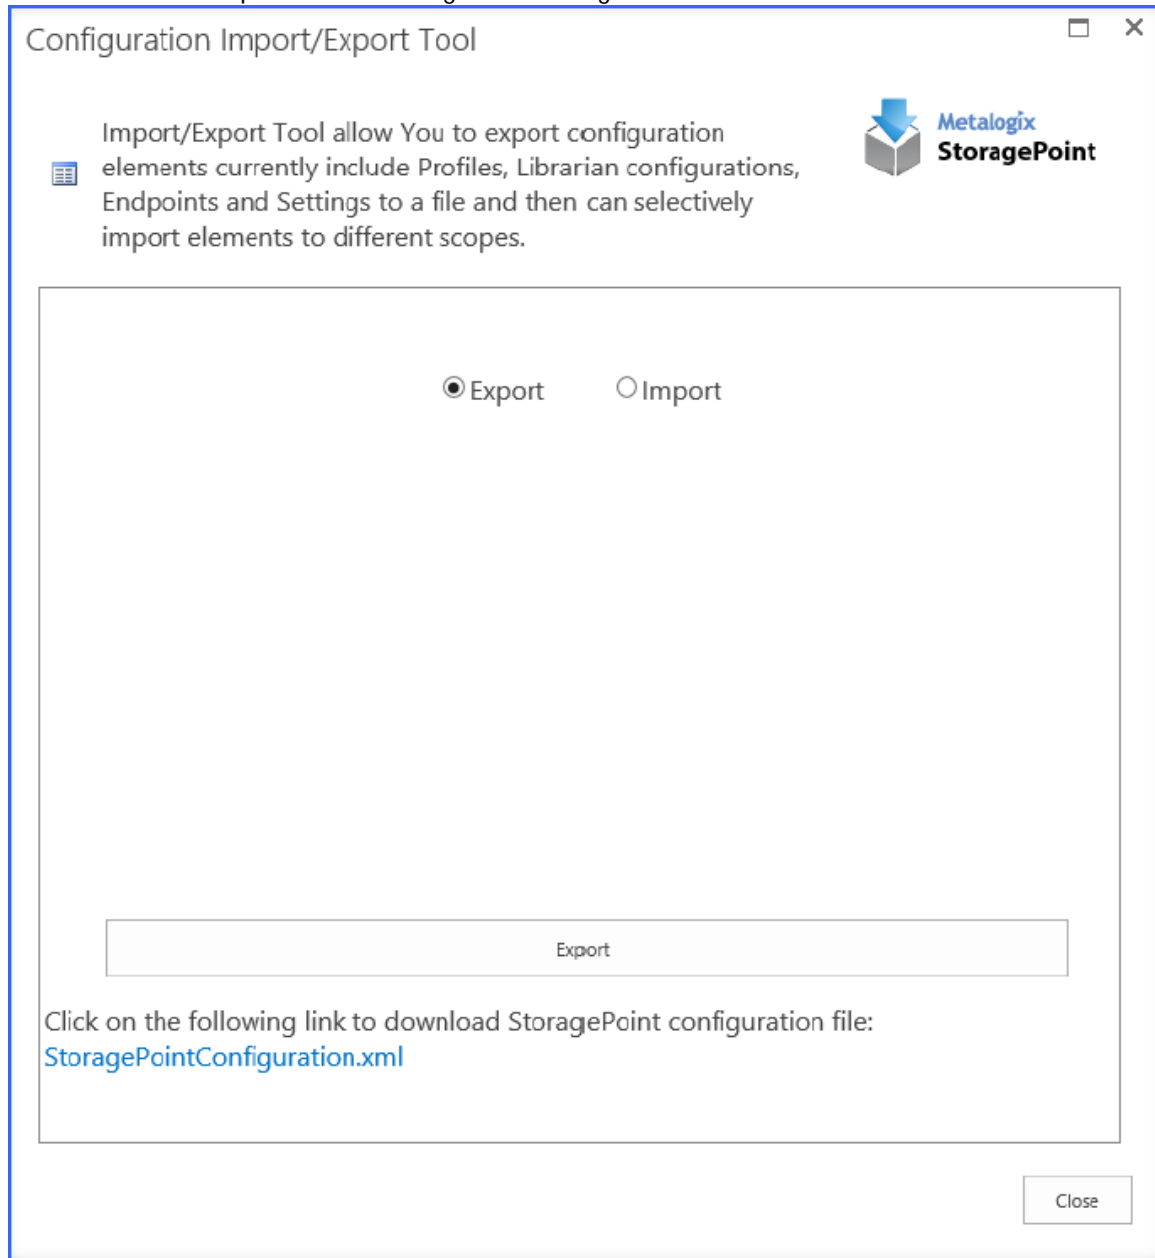 Configuration Import/Export Tool
Import/Export Tool allow You to export configuration
elements currently include Profiles, Librarian configurations,
Endpoints and Settings to a file and then can selectively
import elements to different scopes.
Metalogix
StoragePoint
Export Import
Export
Click on the following link to download StoragePoint configuration file:
StoragePointConfiguration.xml
Close